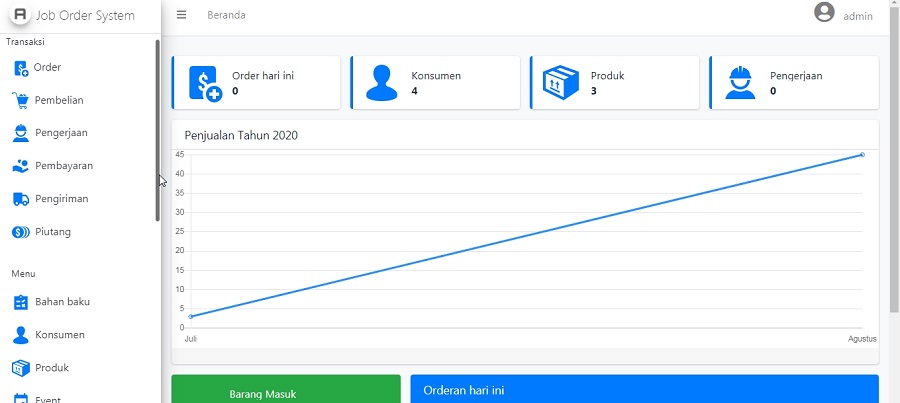 A Job Order System
Beranda
admin
Transaksi
Order
Pembelian
Pengerjaan
Pembayaran
Pengiriman
Piutang
Menu
Bahan baku
Konsumen
Produk
Event
Order hari ini
0
Konsumen
4
Produk
3
Pengerjaan
0
Penjualan Tahun 2020
45
40
35
30
25
20
15
10
5
0
Juli
Agustus
Barang Masuk
Orderan hari ini